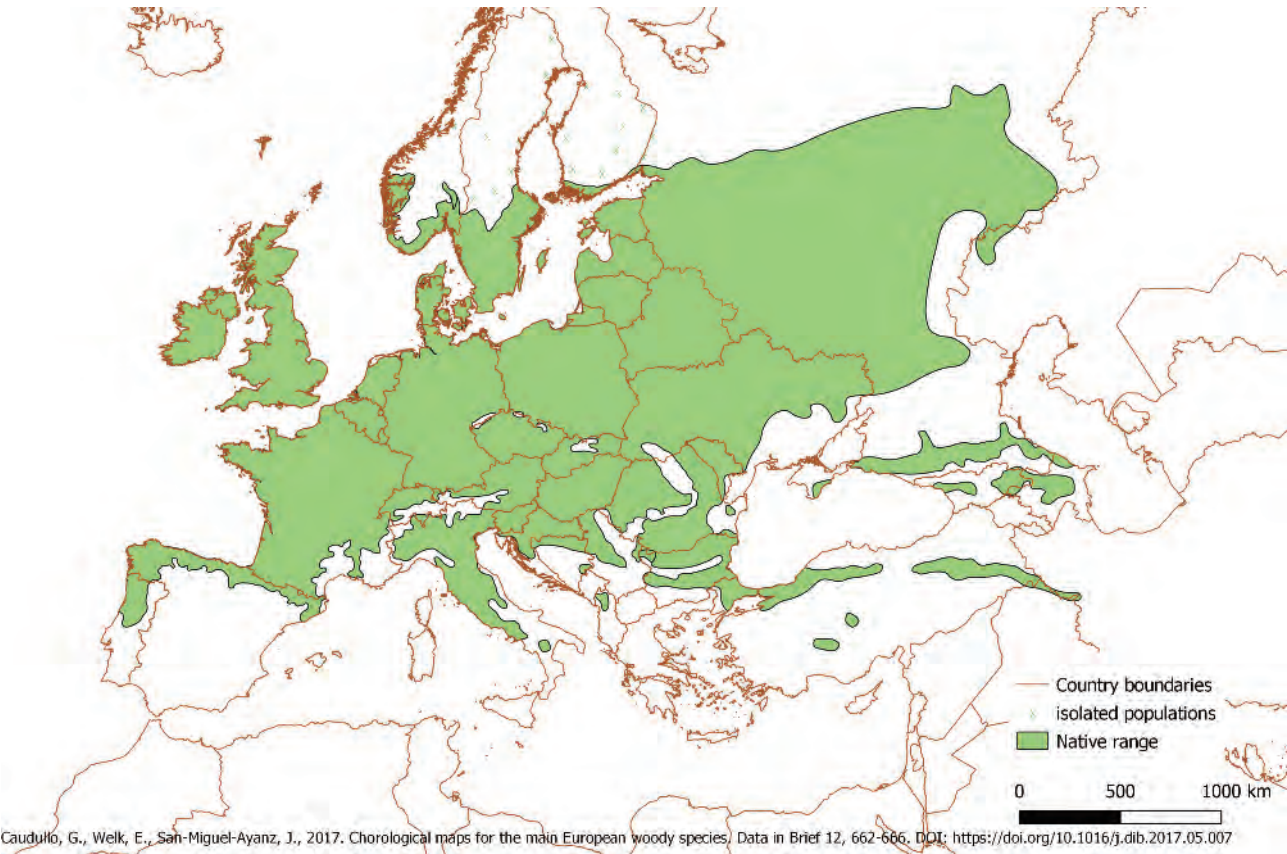 Country boundaries
isolated populations
Native range
0 500 1000 km
Caudullo, G., Welk, E., San-Miguel-Ayanz, J., 2017. Chorological maps for the main European woody species. Data in Brief 12, 662-666. DOI: https://doi.org/10.1016/j.dib.2017.05.007